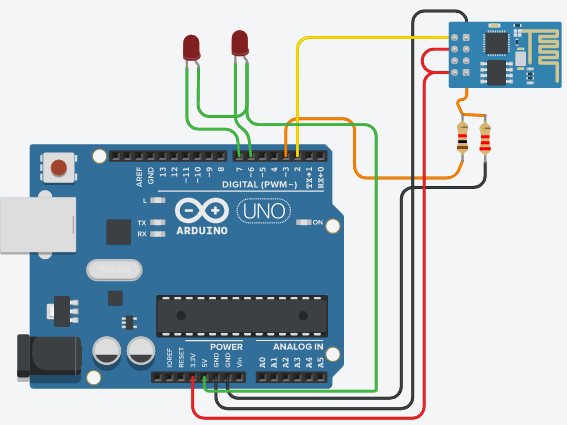 AREF
GND
13
12
~11
~10
~9
8
7
~6
~5
4
~3
2
TX→1
RX←0
DIGITAL (PWM~)
L
TX
RX
UNO
ARDUINO
ON
POWER
ANALOG IN
IOREF
RESET
3.3V
5V
GND
GND
Vin
A0
A1
A2
A3
A4
A5